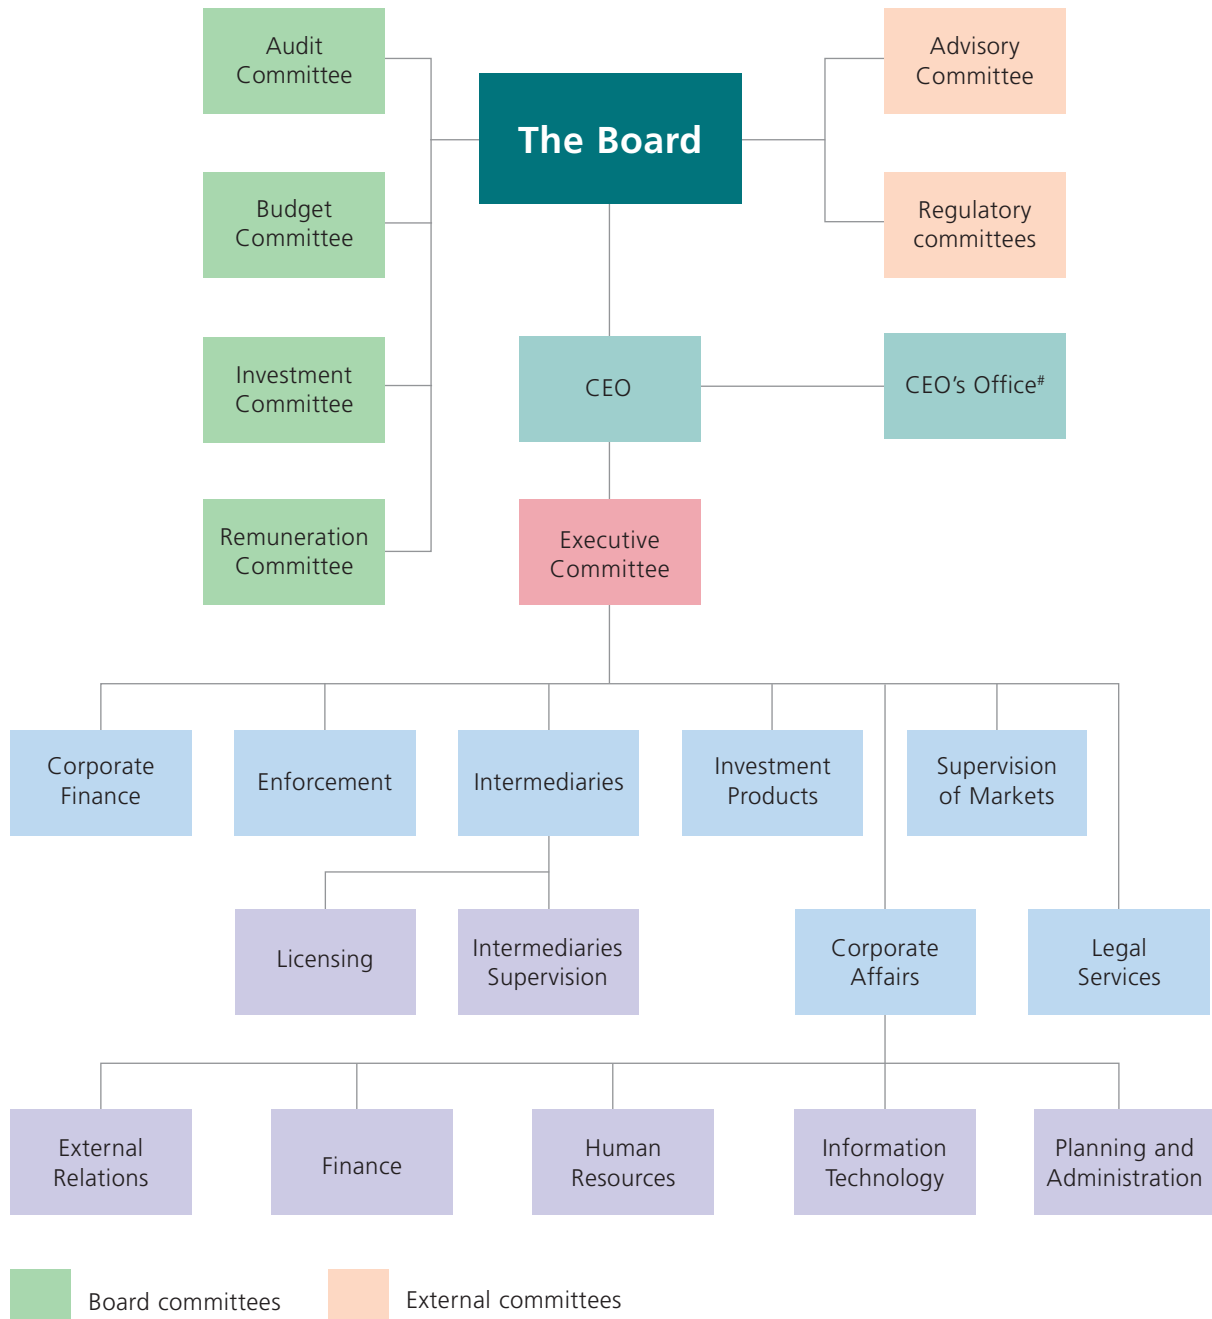 Audit
Committee
Advisory
Committee
The Board
Budget
Committee
Regulatory
committees
Investment
Committee
CEO
CEO’s Office#
Remuneration
Committee
Executive
Committee
Corporate
Finance
Enforcement
Intermediaries
Investment
Products
Supervision
of Markets
Licensing
Intermediaries
Supervision
Corporate
Affairs
Legal
Services
External
Relations
Finance
Human
Resources
Information
Technology
Planning and
Administration
Board committees
External committees